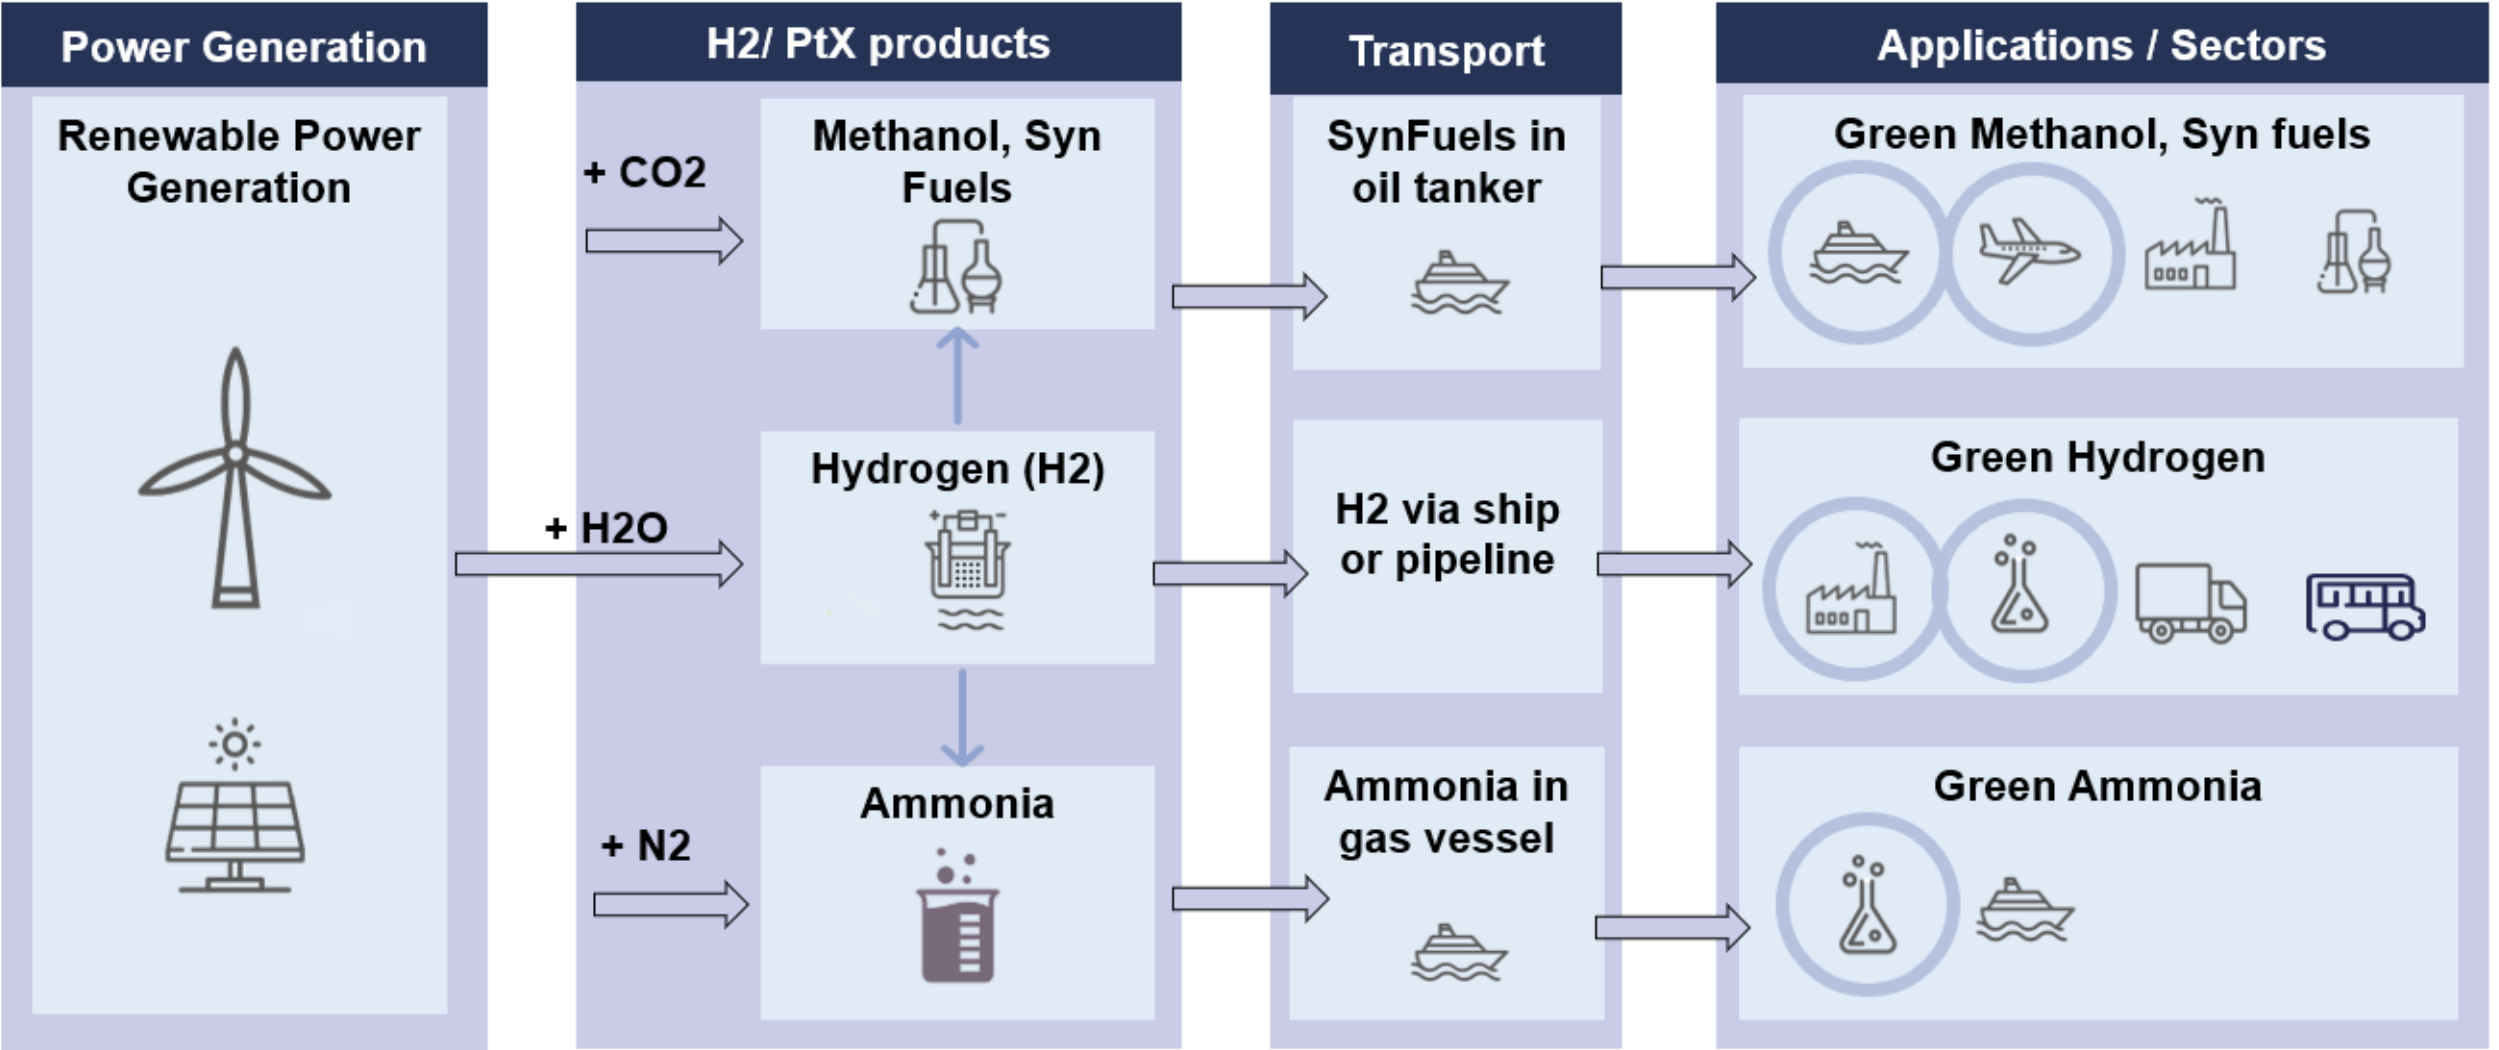 Power Generation
Renewable Power
Generation
H2/ PtX products
+ CO2
Methanol, Syn
Fuels
+ H2O
Hydrogen (H2)
+ N2
Ammonia
Transport
SynFuels in
oil tanker
H2 via ship
or pipeline
Ammonia in
gas vessel
Applications / Sectors
Green Methanol, Syn fuels
Green Hydrogen
Green Ammonia